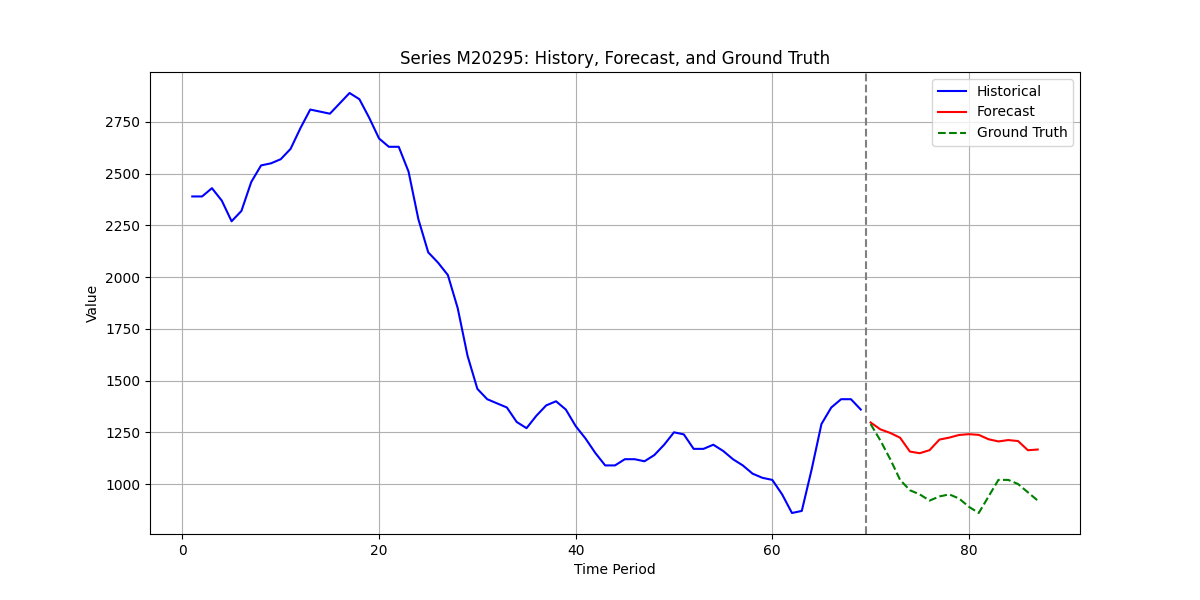 Series M20295: History, Forecast, and Ground Truth
Historical
Forecast
Ground Truth
2750
2500
2250
2000
1750
1500
1250
1000
Value
0 20 40 60 80
Time Period